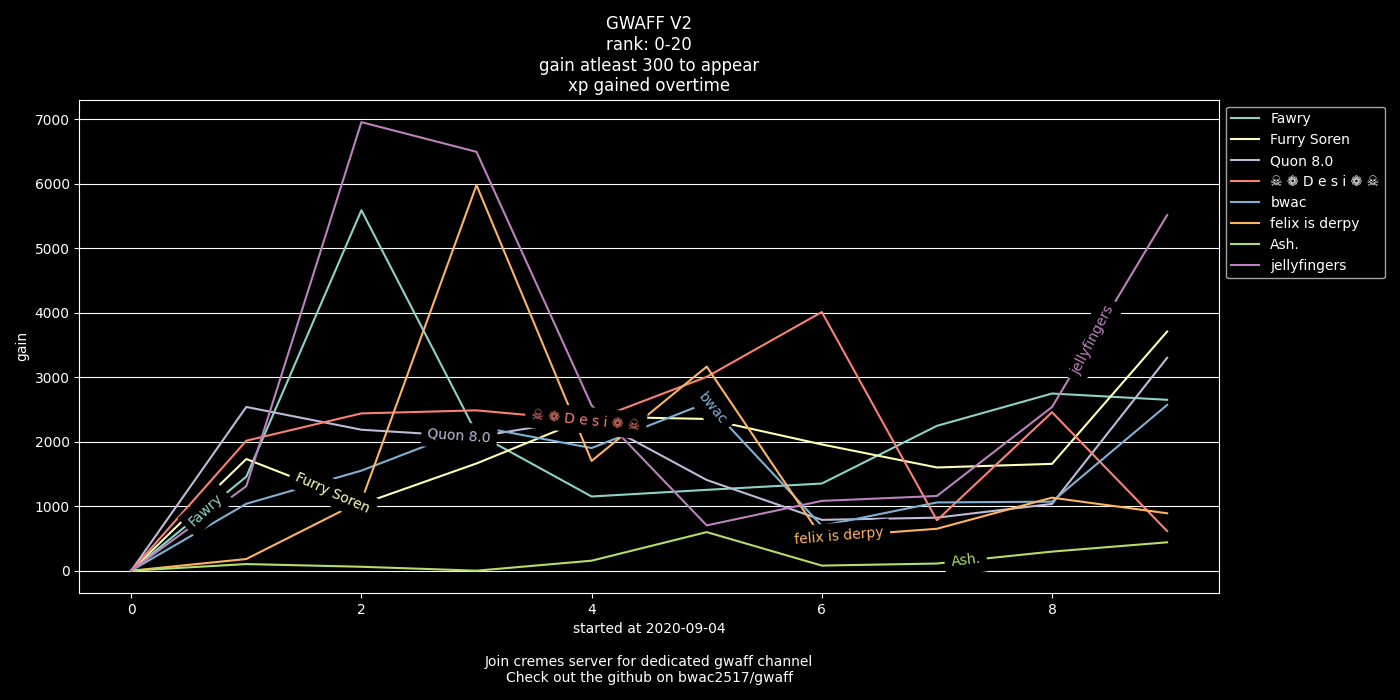 GWAFF V2
rank: 0-20
gain atleast 300 to appear
xp gained overtime
7000
6000
5000
4000
3000
2000
1000
0
gain
Fawry
Furry Soren
Quon 8.0
☠ ❁ D e s i ❁ ☠
bwac
felix is derpy
Ash.
jellyfingers
Fawry
Furry Soren
Quon 8.0
☠ ❁ D e s i ❁ ☠
bwac
felix is derpy
Ash.
jellyfingers
0 2 4 6 8
started at 2020-09-04
Join cremes server for dedicated gwaff channel
Check out the github on bwac2517/gwaff